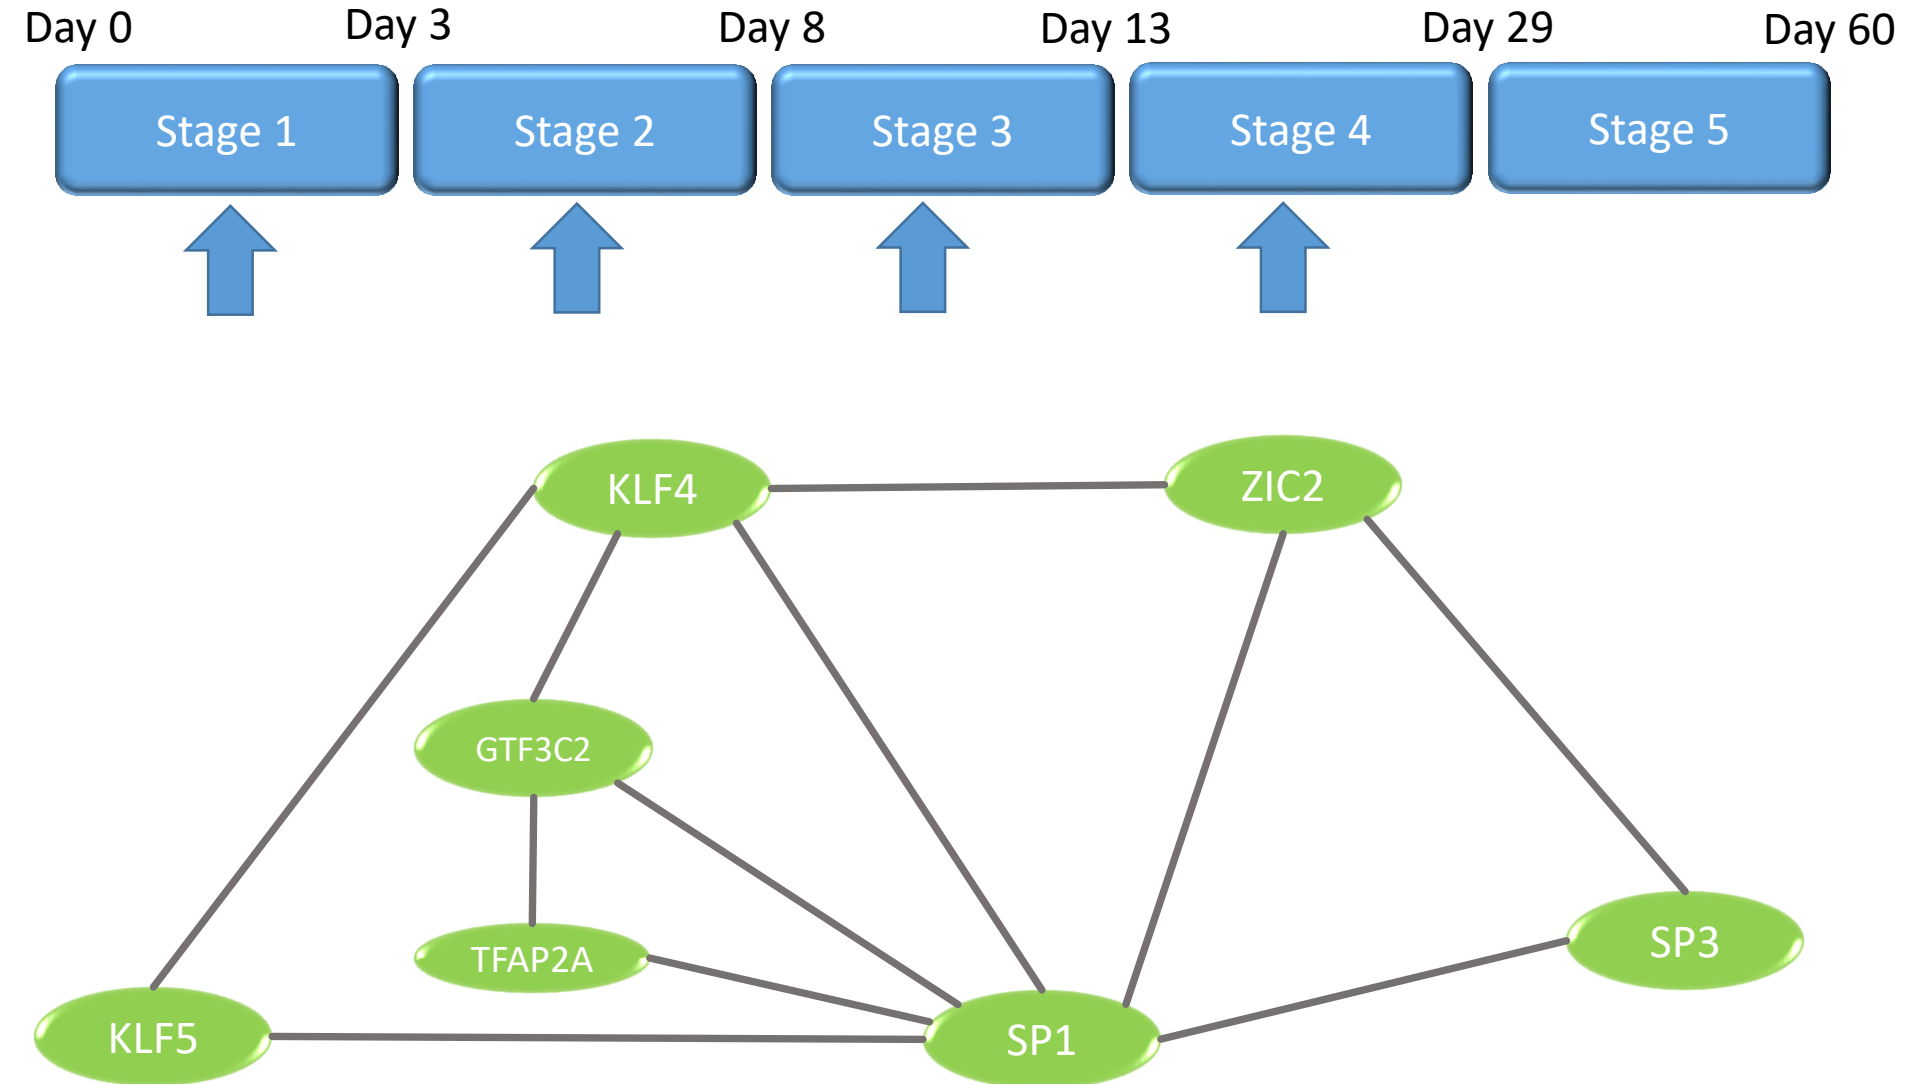 Day 0
Day 3
Day 8
Day 13
Day 29
Day 60
Stage 1
Stage 2
Stage 3
Stage 4
Stage 5
KLF4
ZIC2
GTF3C2
TFAP2A
SP3
KLF5
SP1